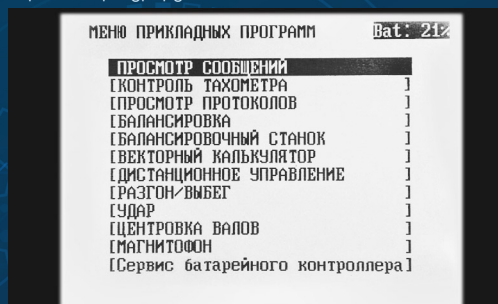 МЕНЮ ПРИКЛАДНЫХ ПРОГРАММ Bat: 21%
ПРОСМОТР СООБЩЕНИЙ
[КОНТРОЛЬ ТАХОМЕТРА ]
[ПРОСМОТР ПРОТОКОЛОВ ]
[БАЛАНСИРОВКА ]
[БАЛАНСИРОВОЧНЫЙ СТАНОК ]
[ВЕКТОРНЫЙ КАЛЬКУЛЯТОР ]
[ДИСТАНЦИОННОЕ УПРАВЛЕНИЕ ]
[РАЗГОН/ВЫБЕГ ]
[УДАР ]
[ЦЕНТРОВКА ВАЛОВ ]
[МАГНИТОФОН ]
[Сервис батарейного контроллера]